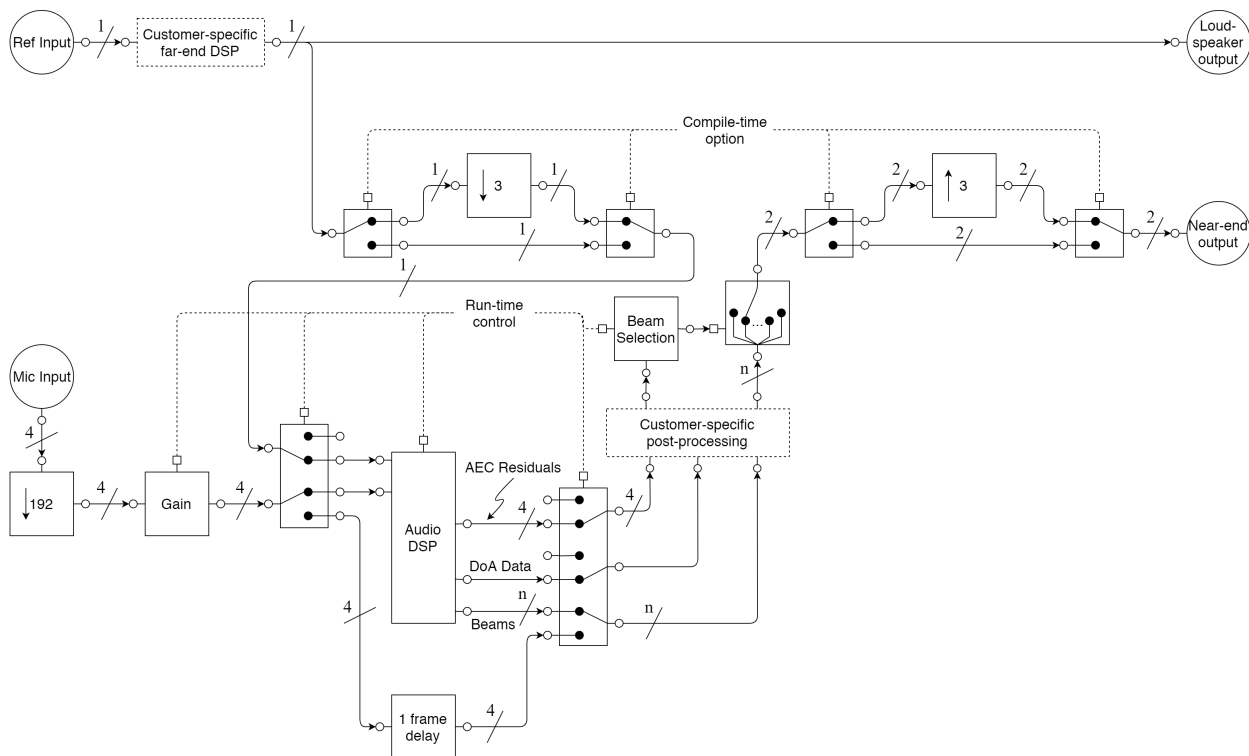 Ref Input
1
Customer-specific
far-end DSP
1
Loud-
speaker
output
Compile-time
option
1
3
1
1
1
2
3
2
2
2
2
Near-end
output
Run-time
control
Beam
Selection
...
n
Mic Input
4
192
4
Gain
4
Customer-specific
post-processing
Audio
DSP
AEC Residuals
4
4
DoA Data
n
Beams
n
4
1 frame
delay
4